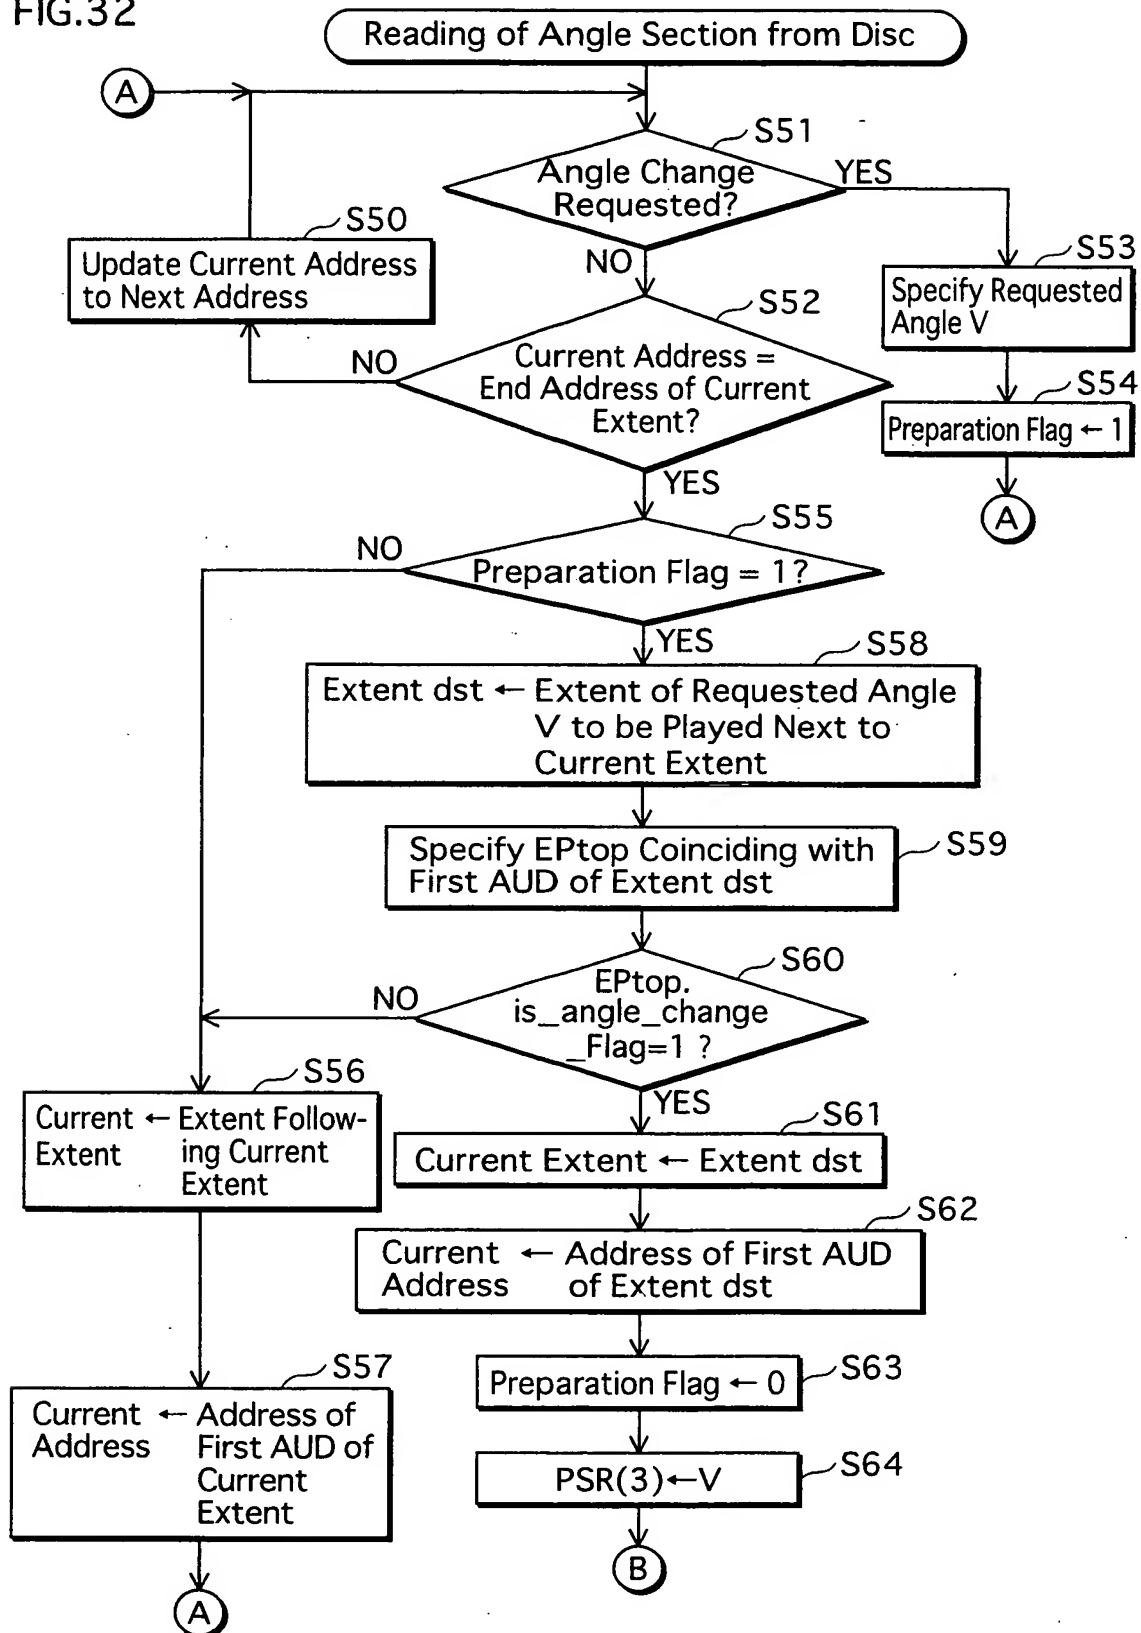 FIG.32
Reading of Angle Section from Disc
A
S51
Angle Change
Requested?
YES
NO
S50
Update Current Address
to Next Address
S53
Specify Requested
Angle V
S52
Current Address =
End Address of Current
Extent?
NO
YES
S54
Preparation Flag ← 1
A
S55
Preparation Flag = 1?
NO
YES
S58
Extent dst ← Extent of Requested Angle
V to be Played Next to
Current Extent
S59
Specify EPtop Coinciding with
First AUD of Extent dst
S60
EPtop.
is_angle_change
_Flag=1 ?
NO
YES
S56
Current ← Extent Follow-
Extent ing Current
Extent
S61
Current Extent ← Extent dst
S62
Current ← Address of First AUD
Address of Extent dst
S57
Current ← Address of
Address First AUD of
Current
Extent
A
S63
Preparation Flag ← 0
S64
PSR(3)←V
B